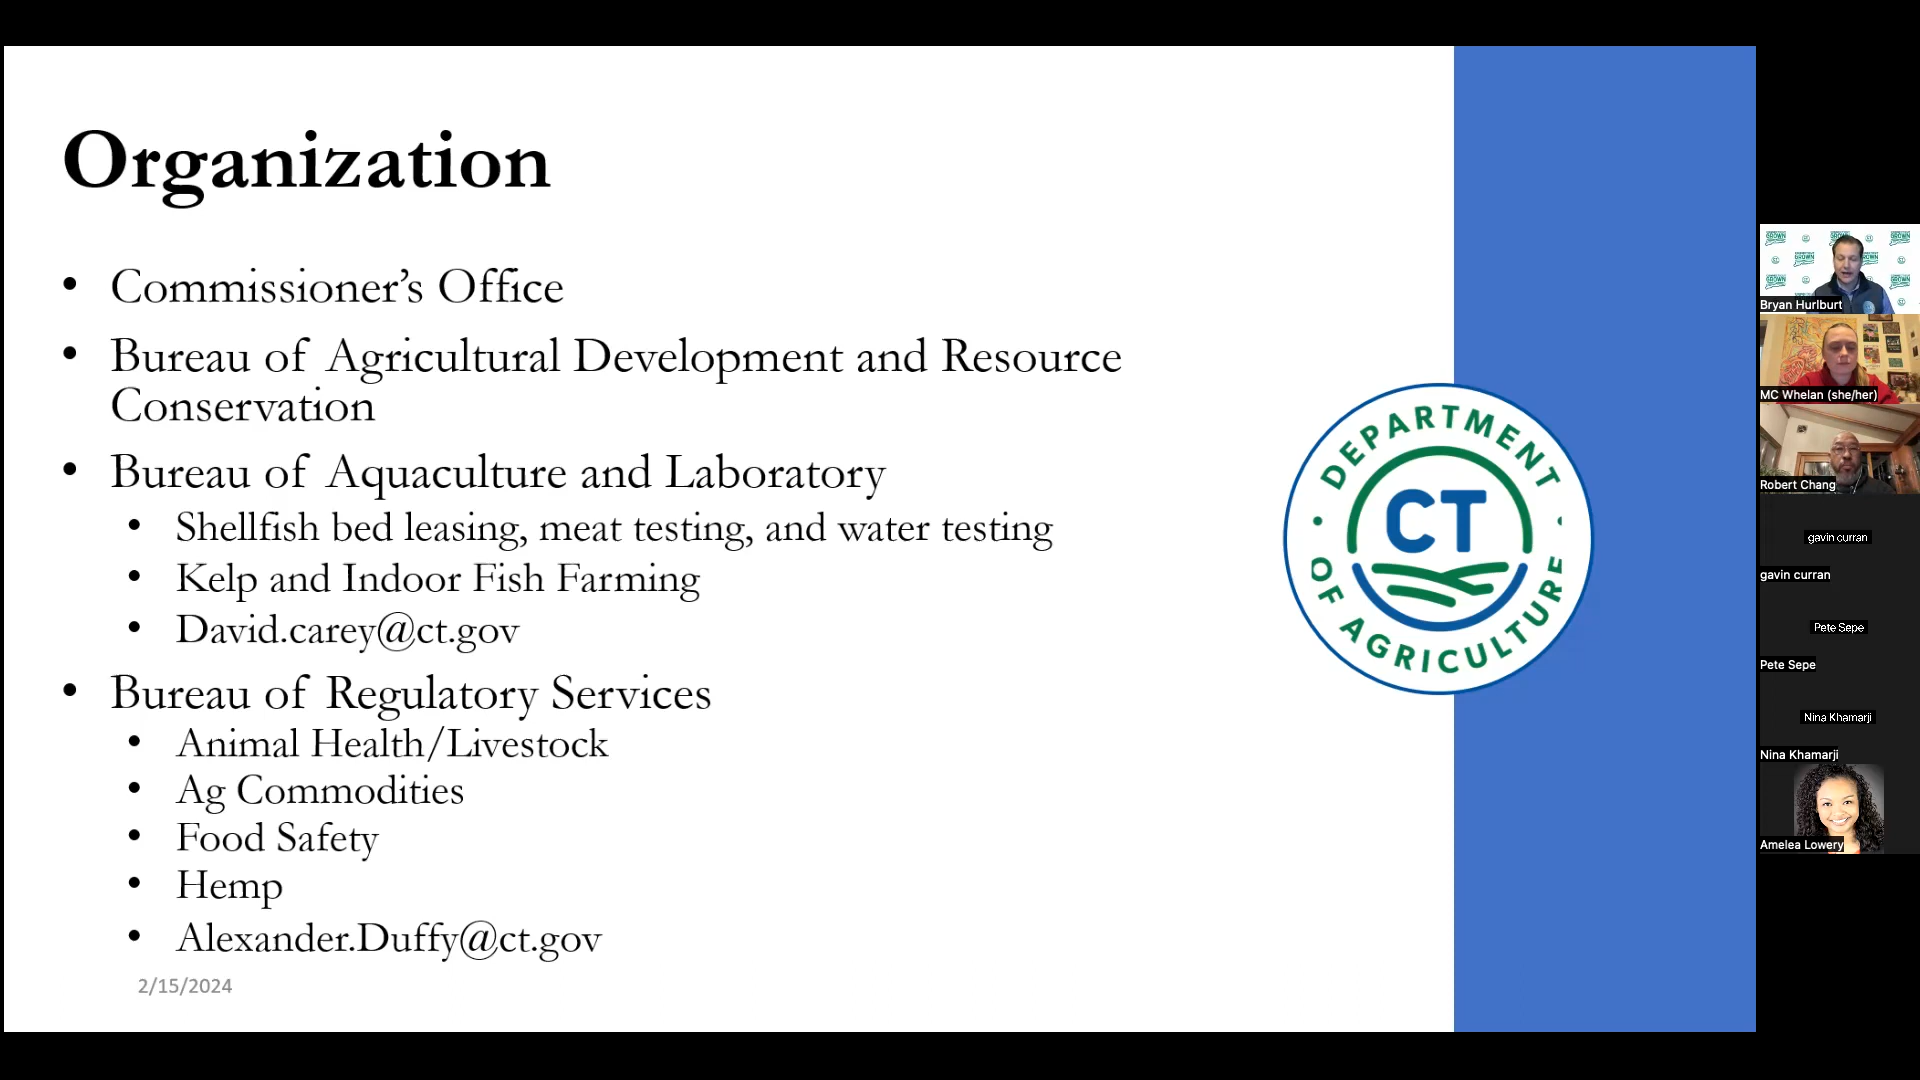 Organization
• Commissioner’s Office
• Bureau of Agricultural Development and Resource
Conservation
• Bureau of Aquaculture and Laboratory
• Shellfish bed leasing, meat testing, and water testing
• Kelp and Indoor Fish Farming
• David.carey@ct.gov
• Bureau of Regulatory Services
• Animal Health/Livestock
• Ag Commodities
• Food Safety
• Hemp
• Alexander.Duffy@ct.gov
2/15/2024
• DEPARTMENT •
CT
OF AGRICULTURE
Bryan Hurlburt
MC Whelan (she/her)
Robert Chang
gavin curran
gavin curran
Pete Sepe
Pete Sepe
Nina Khamarji
Nina Khamarji
Amelea Lowery